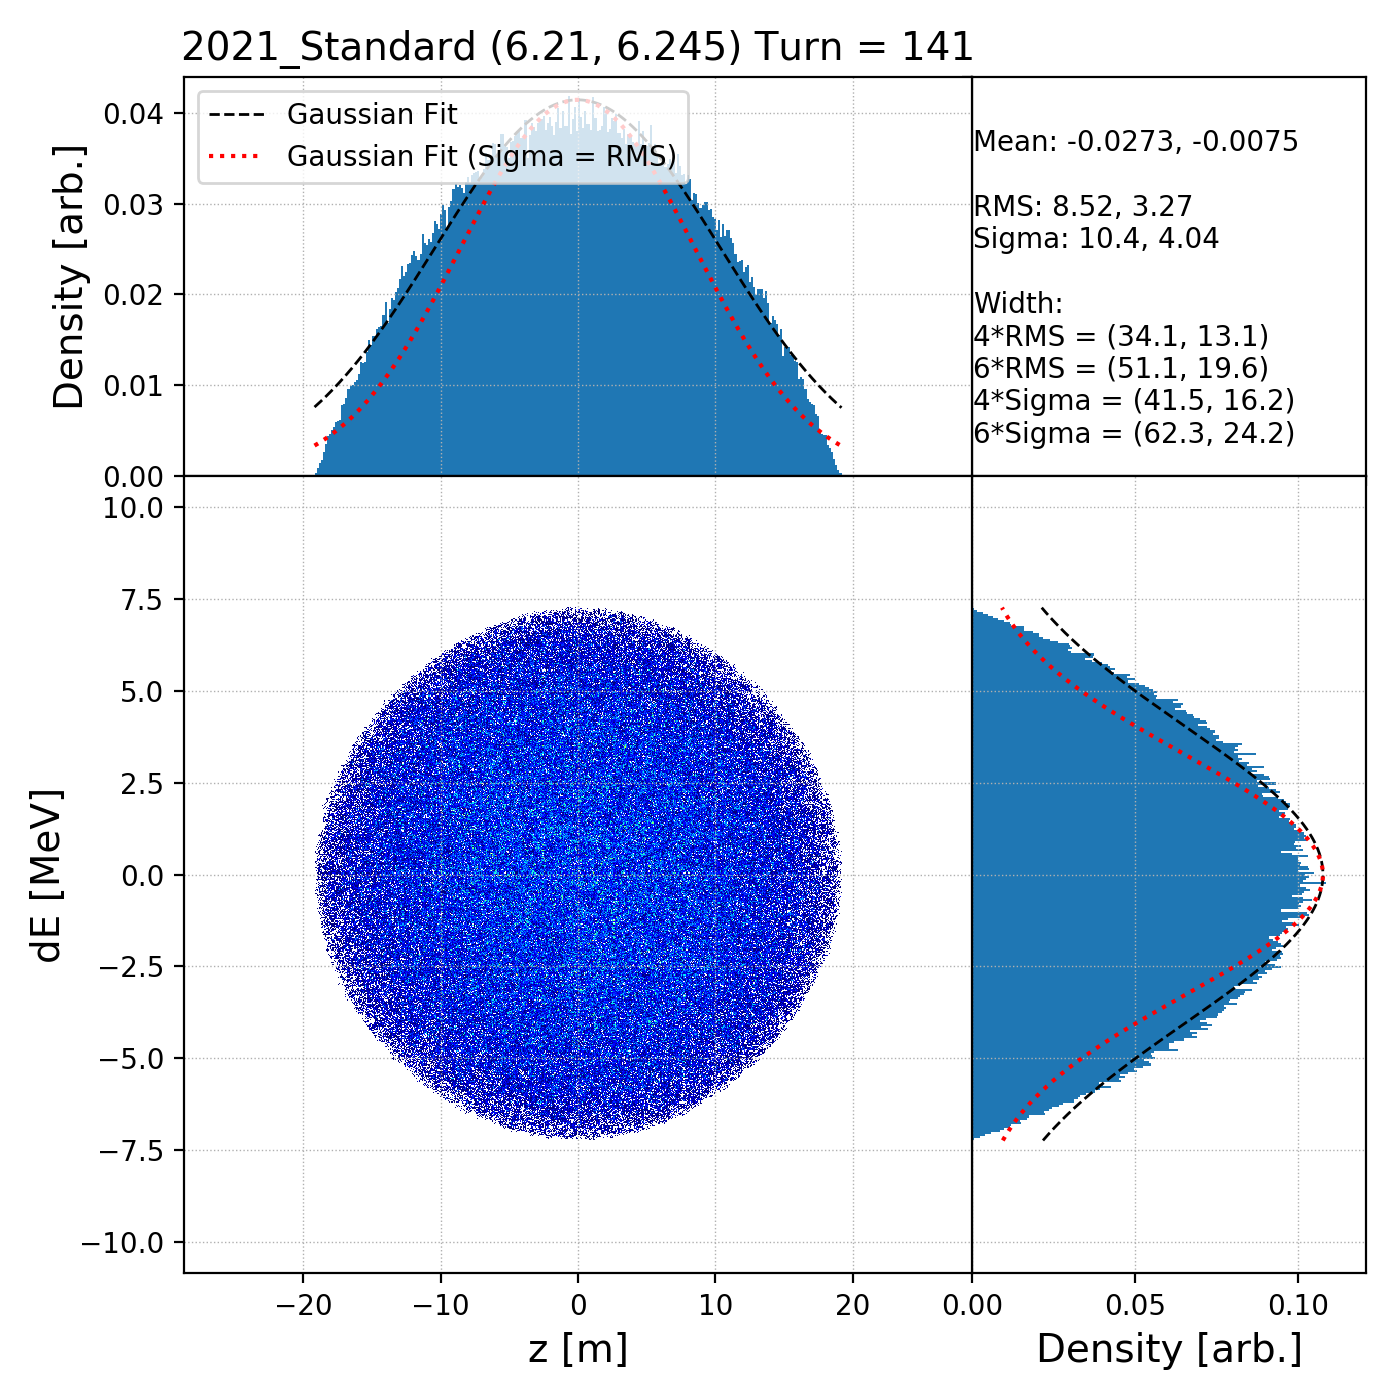 2021_Standard (6.21, 6.245) Turn = 141
Gaussian Fit
Gaussian Fit (Sigma = RMS)
Density [arb.]
0.04
0.03
0.02
0.01
0.00
Mean: -0.0273, -0.0075
RMS: 8.52, 3.27
Sigma: 10.4, 4.04
Width:
4*RMS = (34.1, 13.1)
6*RMS = (51.1, 19.6)
4*Sigma = (41.5, 16.2)
6*Sigma = (62.3, 24.2)
dE [MeV]
10.0
7.5
5.0
2.5
0.0
−2.5
−5.0
−7.5
−10.0
−20 −10 0 10 20
z [m]
0.00 0.05 0.10
Density [arb.]